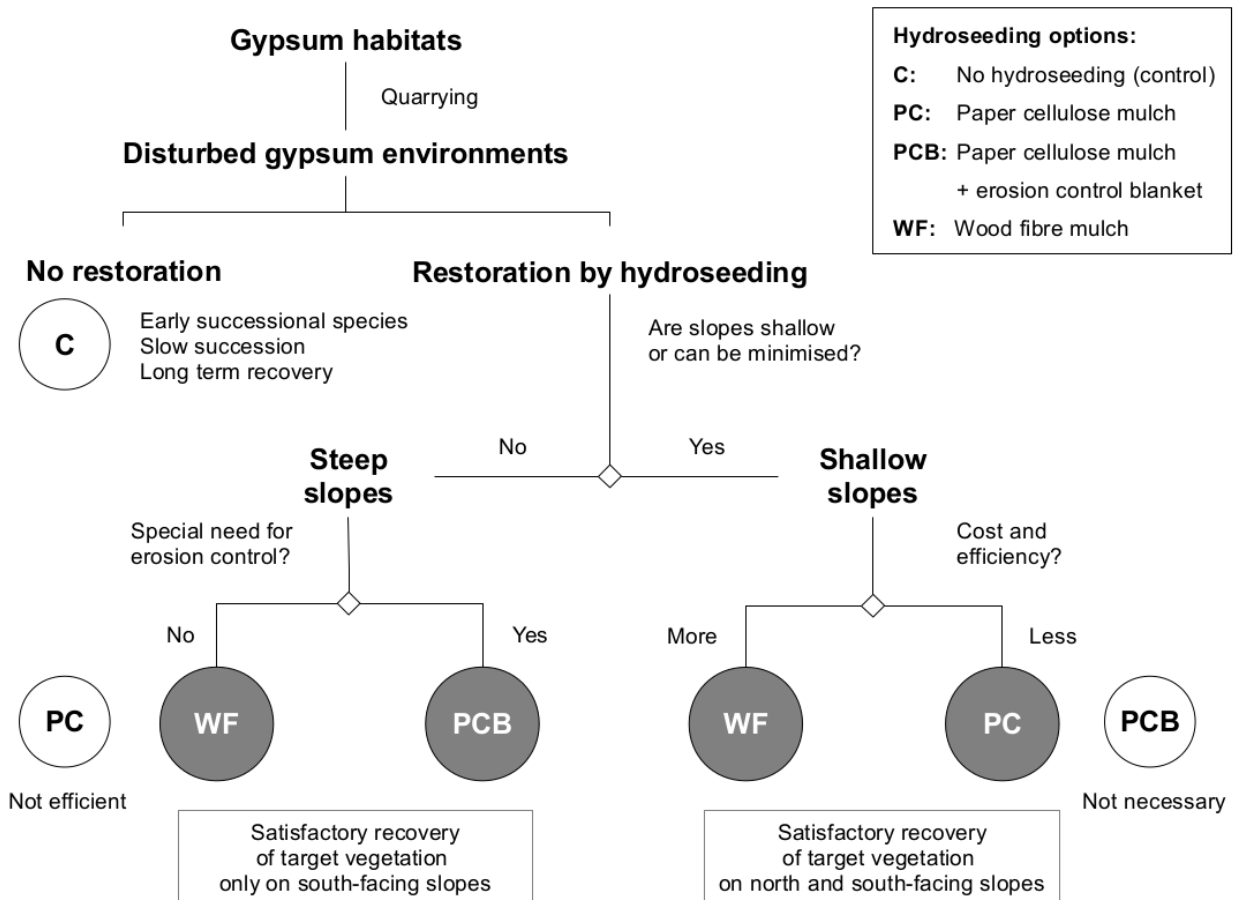 Gypsum habitats
Quarrying
Disturbed gypsum environments
Hydroseeding options:
C: No hydroseeding (control)
PC: Paper cellulose mulch
PCB: Paper cellulose mulch
+ erosion control blanket
WF: Wood fibre mulch
No restoration
C
Early successional species
Slow succession
Long term recovery
Restoration by hydroseeding
Are slopes shallow
or can be minimised?
No
Yes
Steep
slopes
Shallow
slopes
Special need for
erosion control?
Cost and
efficiency?
No
Yes
More
Less
PC
WF
PCB
WF
PC
PCB
Not efficient
Not necessary
Satisfactory recovery
of target vegetation
only on south-facing slopes
Satisfactory recovery
of target vegetation
on north and south-facing slopes